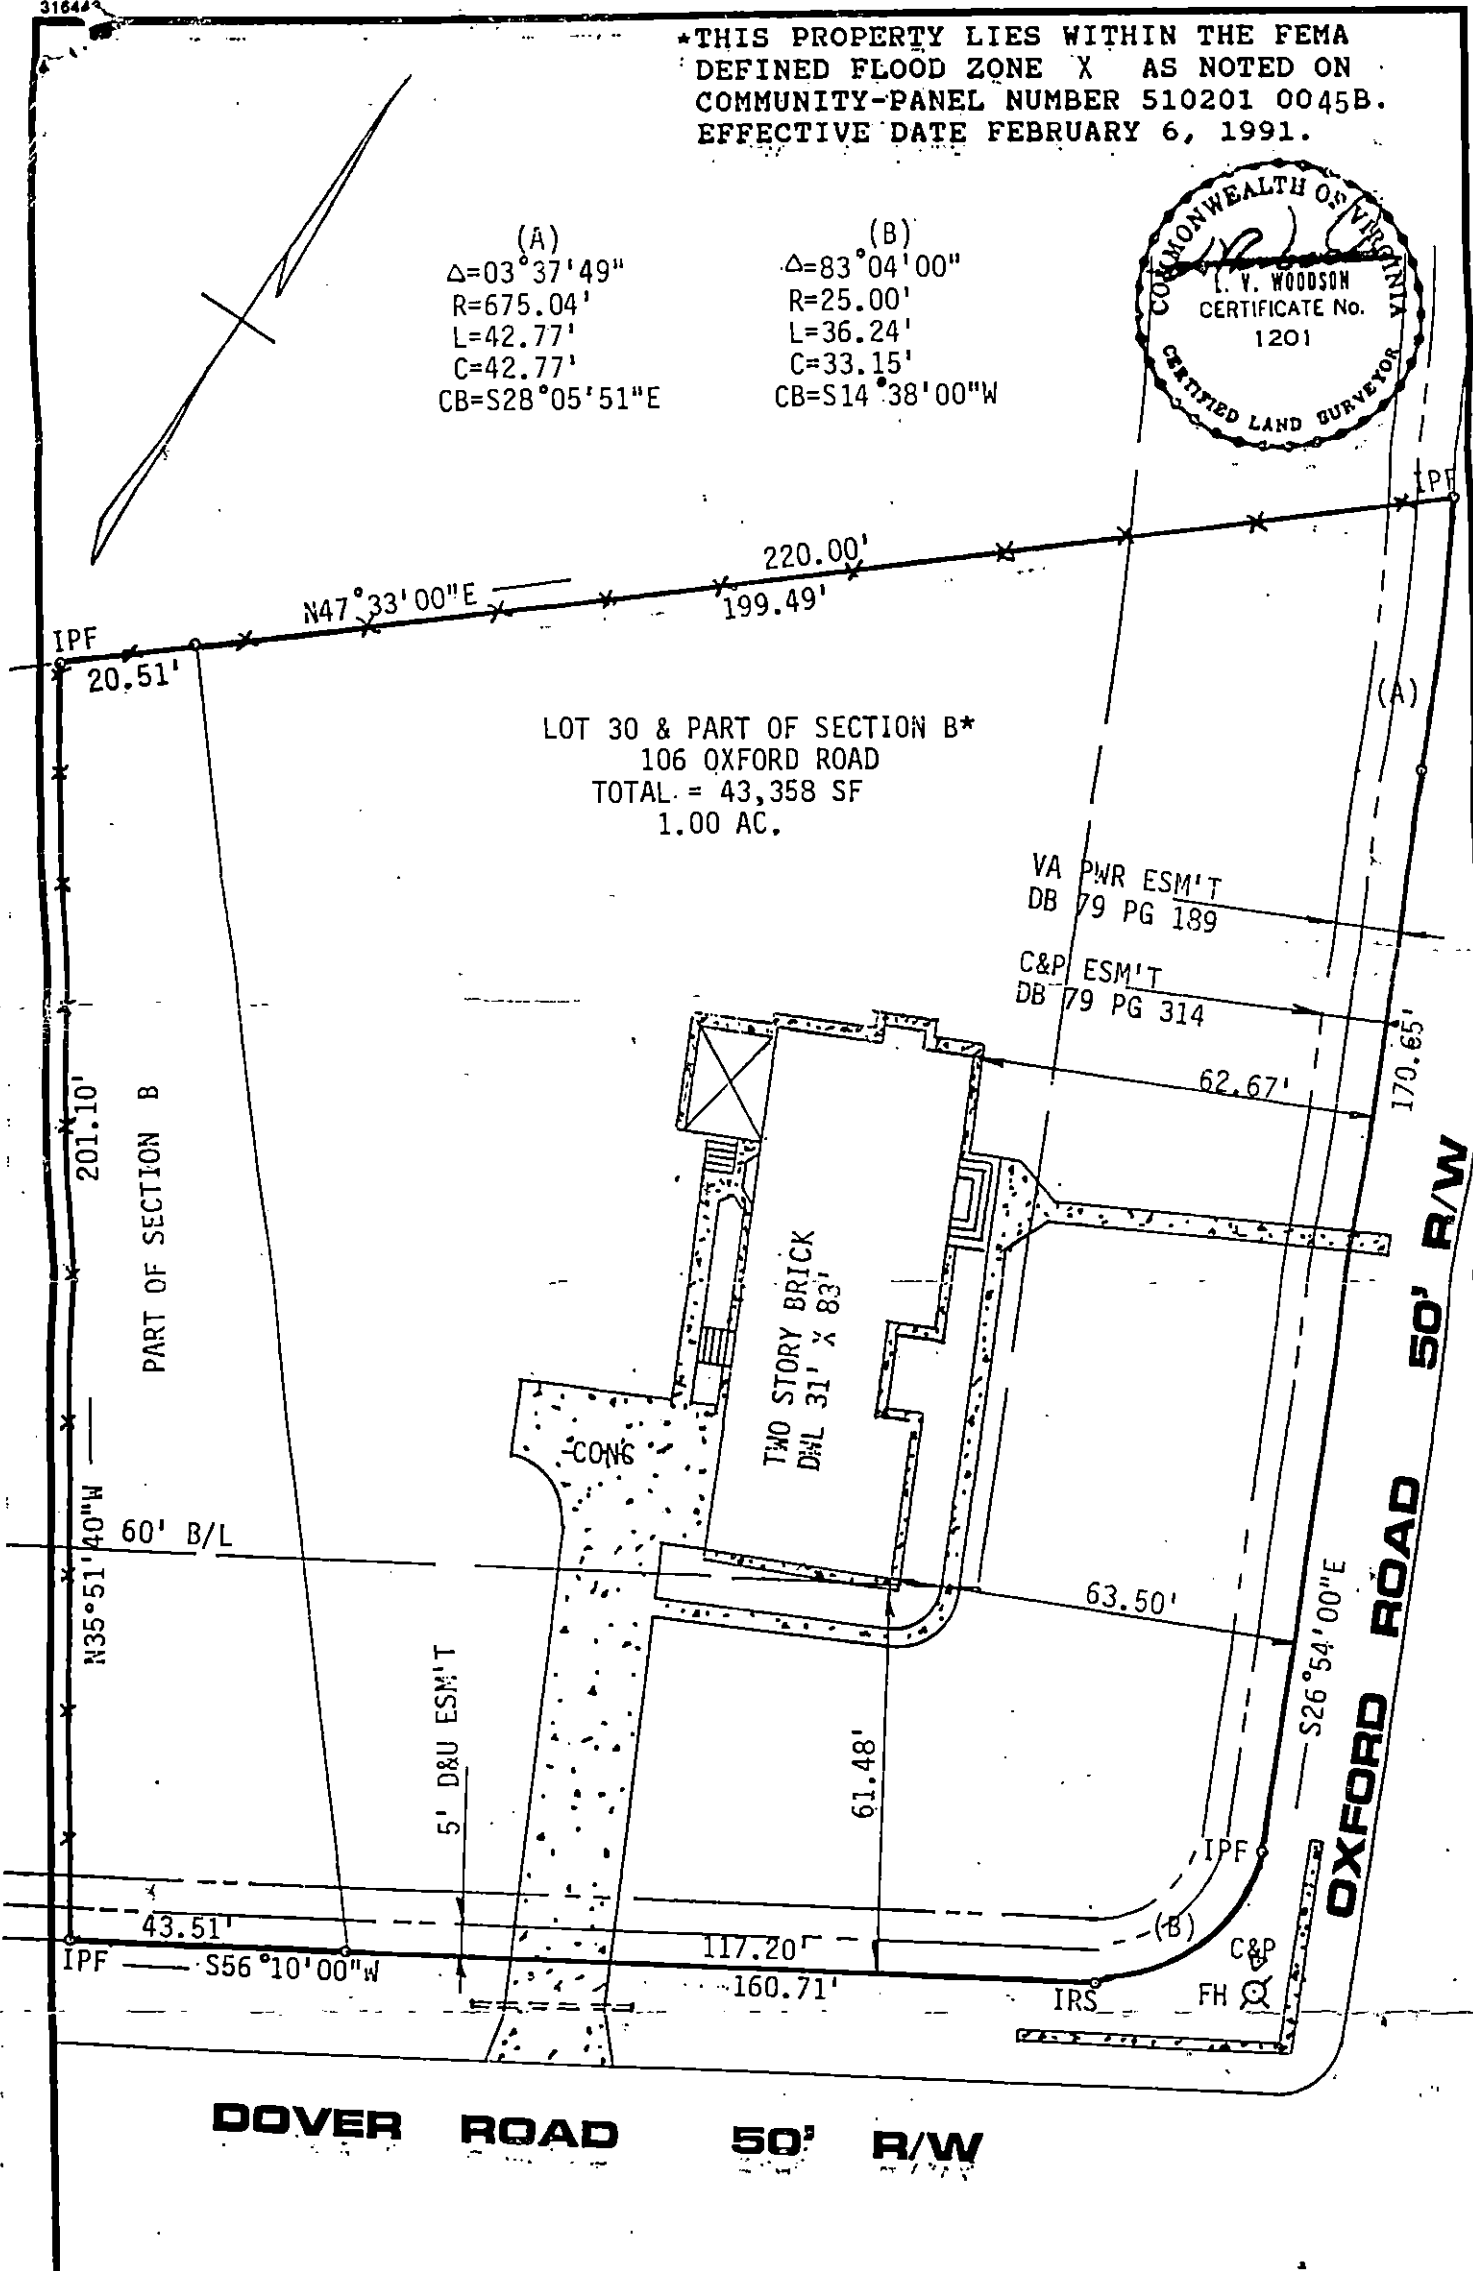 *THIS PROPERTY LIES WITHIN THE FEMA
DEFINED FLOOD ZONE X AS NOTED ON
COMMUNITY-PANEL NUMBER 510201 0045B.
EFFECTIVE DATE FEBRUARY 6, 1991.
(A)
Δ=03°37'49"
R=675.04'
L=42.77'
C=42.77'
CB=S28°05'51"E
(B)
Δ=83°04'00"
R=25.00'
L=36.24'
C=33.15'
CB=S14°38'00"W
COMMONWEALTH OF VIRGINIA
L. V. WOODSON
CERTIFICATE No.
1201
CERTIFIED LAND SURVEYOR
IPF
220.00'
N47°33'00"E
199.49'
IPF
20.51'
(A)
LOT 30 & PART OF SECTION B*
106 OXFORD ROAD
TOTAL = 43,358 SF
1.00 AC.
VA PWR ESM'T
DB 79 PG 189
C&P ESM'T
DB 79 PG 314
170.65'
62.67'
201.10'
PART OF SECTION B
TWO STORY BRICK
DWL 31' X 83'
CONC
N35°51'40"W
60' B/L
63.50'
S26°54'00"E
OXFORD ROAD 50' R/W
5' D&U ESM'T
61.48'
IPF
(B)
43.51'
117.20'
C&P
IPF
S56°10'00"W
160.71'
IRS
FH
DOVER ROAD 50' R/W